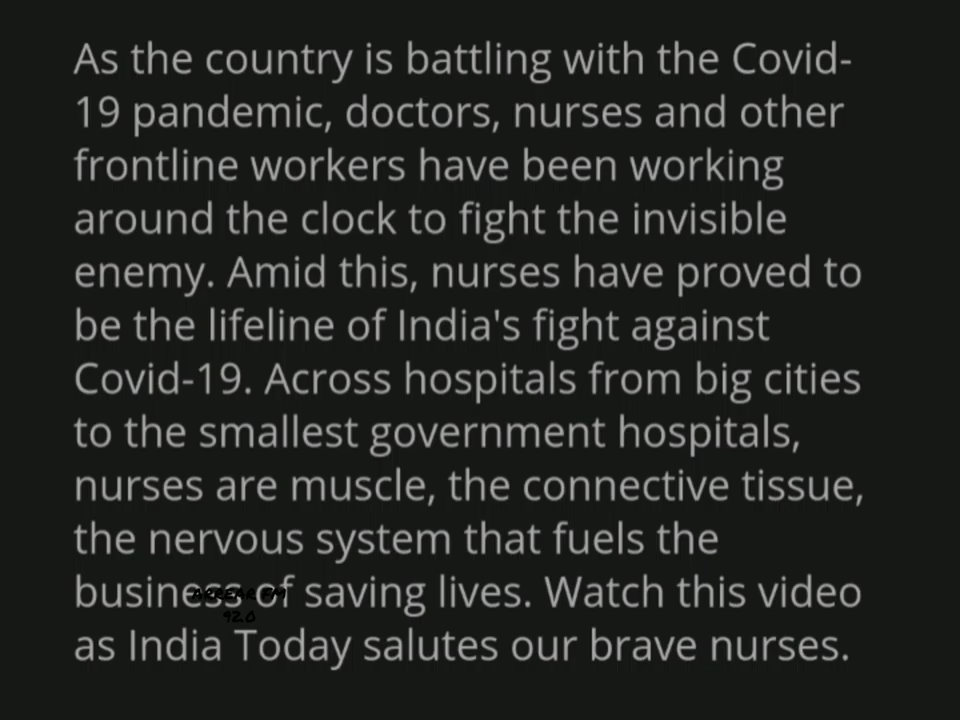 As the country is battling with the Covid-
19 pandemic, doctors, nurses and other
frontline workers have been working
around the clock to fight the invisible
enemy. Amid this, nurses have proved to
be the lifeline of India's fight against
Covid-19. Across hospitals from big cities
to the smallest government hospitals,
nurses are muscle, the connective tissue,
the nervous system that fuels the
business of saving lives. Watch this video
as India Today salutes our brave nurses.
ARREAR FM
92.0